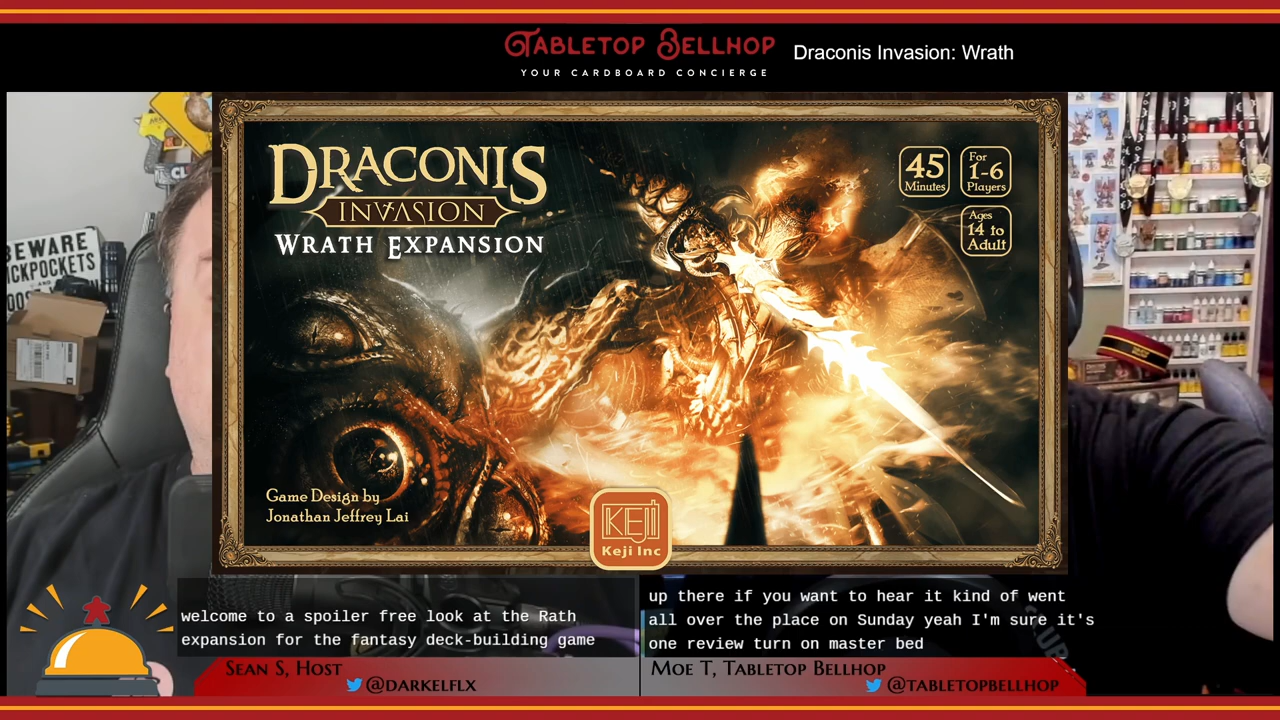 TABLETOP BELLHOP
YOUR CARDBOARD CONCIERGE
Draconis Invasion: Wrath
DRACONIS
INVASION
WRATH EXPANSION
45
Minutes
For
1-6
Players
Ages
14 to
Adult
BEWARE
ICKPOCKETS
AND
Game Design by
Jonathan Jeffrey Lai
KEJI
Keji Inc
welcome to a spoiler free look at the Rath
expansion for the fantasy deck-building game
up there if you want to hear it kind of went
all over the place on Sunday yeah I'm sure it's
one review turn on master bed
SEAN S, HOST
@DARKELFLX
MOE T, TABLETOP BELLHOP
@TABLETOPBELLHOP